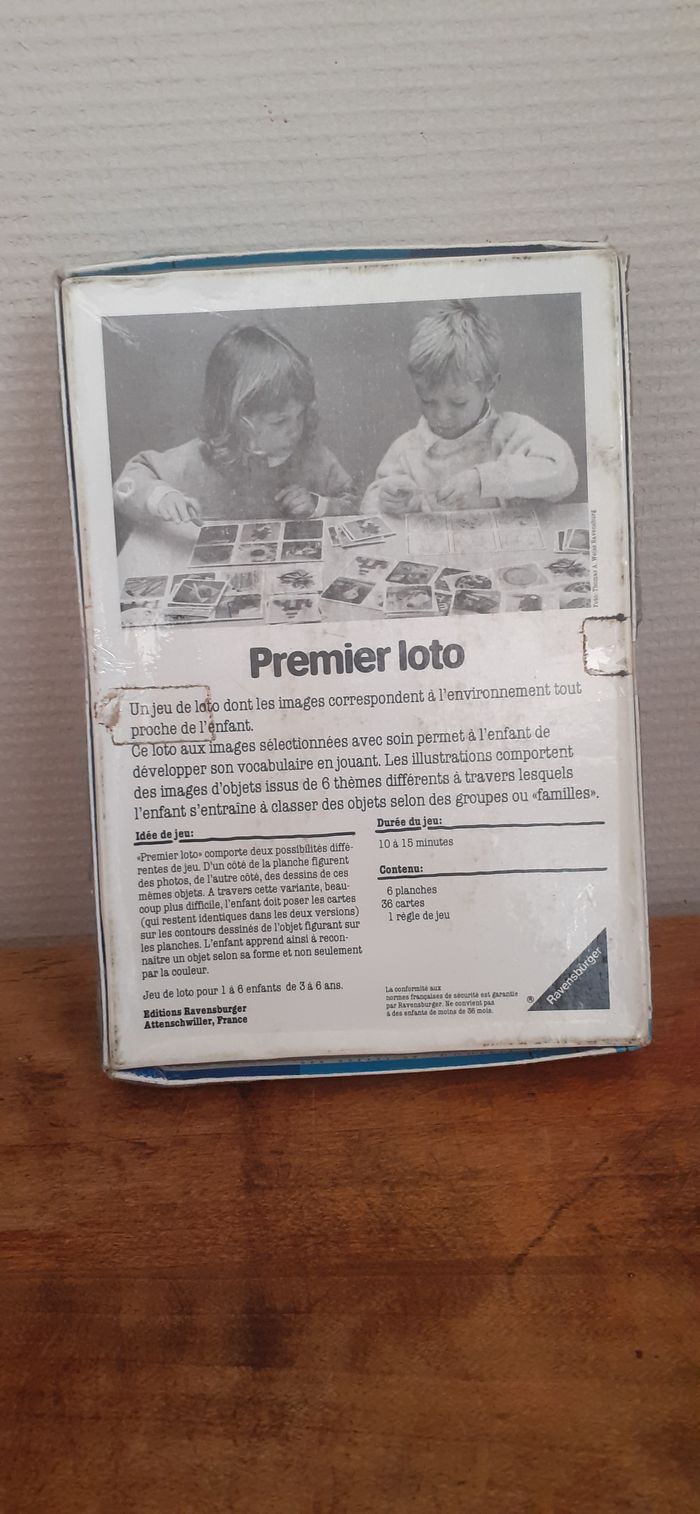 Foto: Thomas A. Weiss Ravensburg
Premier loto
Un jeu de loto dont les images correspondent à l'environnement tout
proche de l'enfant.
Ce loto aux images sélectionnées avec soin permet à l'enfant de
développer son vocabulaire en jouant. Les illustrations comportent
des images d'objets issus de 6 thèmes différents à travers lesquels
l'enfant s'entraîne à classer des objets selon des groupes ou «familles».
Idée de jeu:
«Premier loto» comporte deux possibilités diffé-
rentes de jeu. D'un côté de la planche figurent
des photos, de l'autre côté, des dessins de ces
mêmes objets. A travers cette variante, beau-
coup plus difficile, l'enfant doit poser les cartes
(qui restent identiques dans les deux versions)
sur les contours dessinés de l'objet figurant sur
les planches. L'enfant apprend ainsi à recon-
naître un objet selon sa forme et non seulement
par la couleur.
Jeu de loto pour 1 à 6 enfants de 3 à 6 ans.
Editions Ravensburger
Attenschwiller, France
Durée du jeu:
10 à 15 minutes
Contenu:
6 planches
36 cartes
1 règle de jeu
La conformité aux
normes françaises de sécurité est garantie
par Ravensburger. Ne convient pas
à des enfants de moins de 36 mois.
® Ravensburger